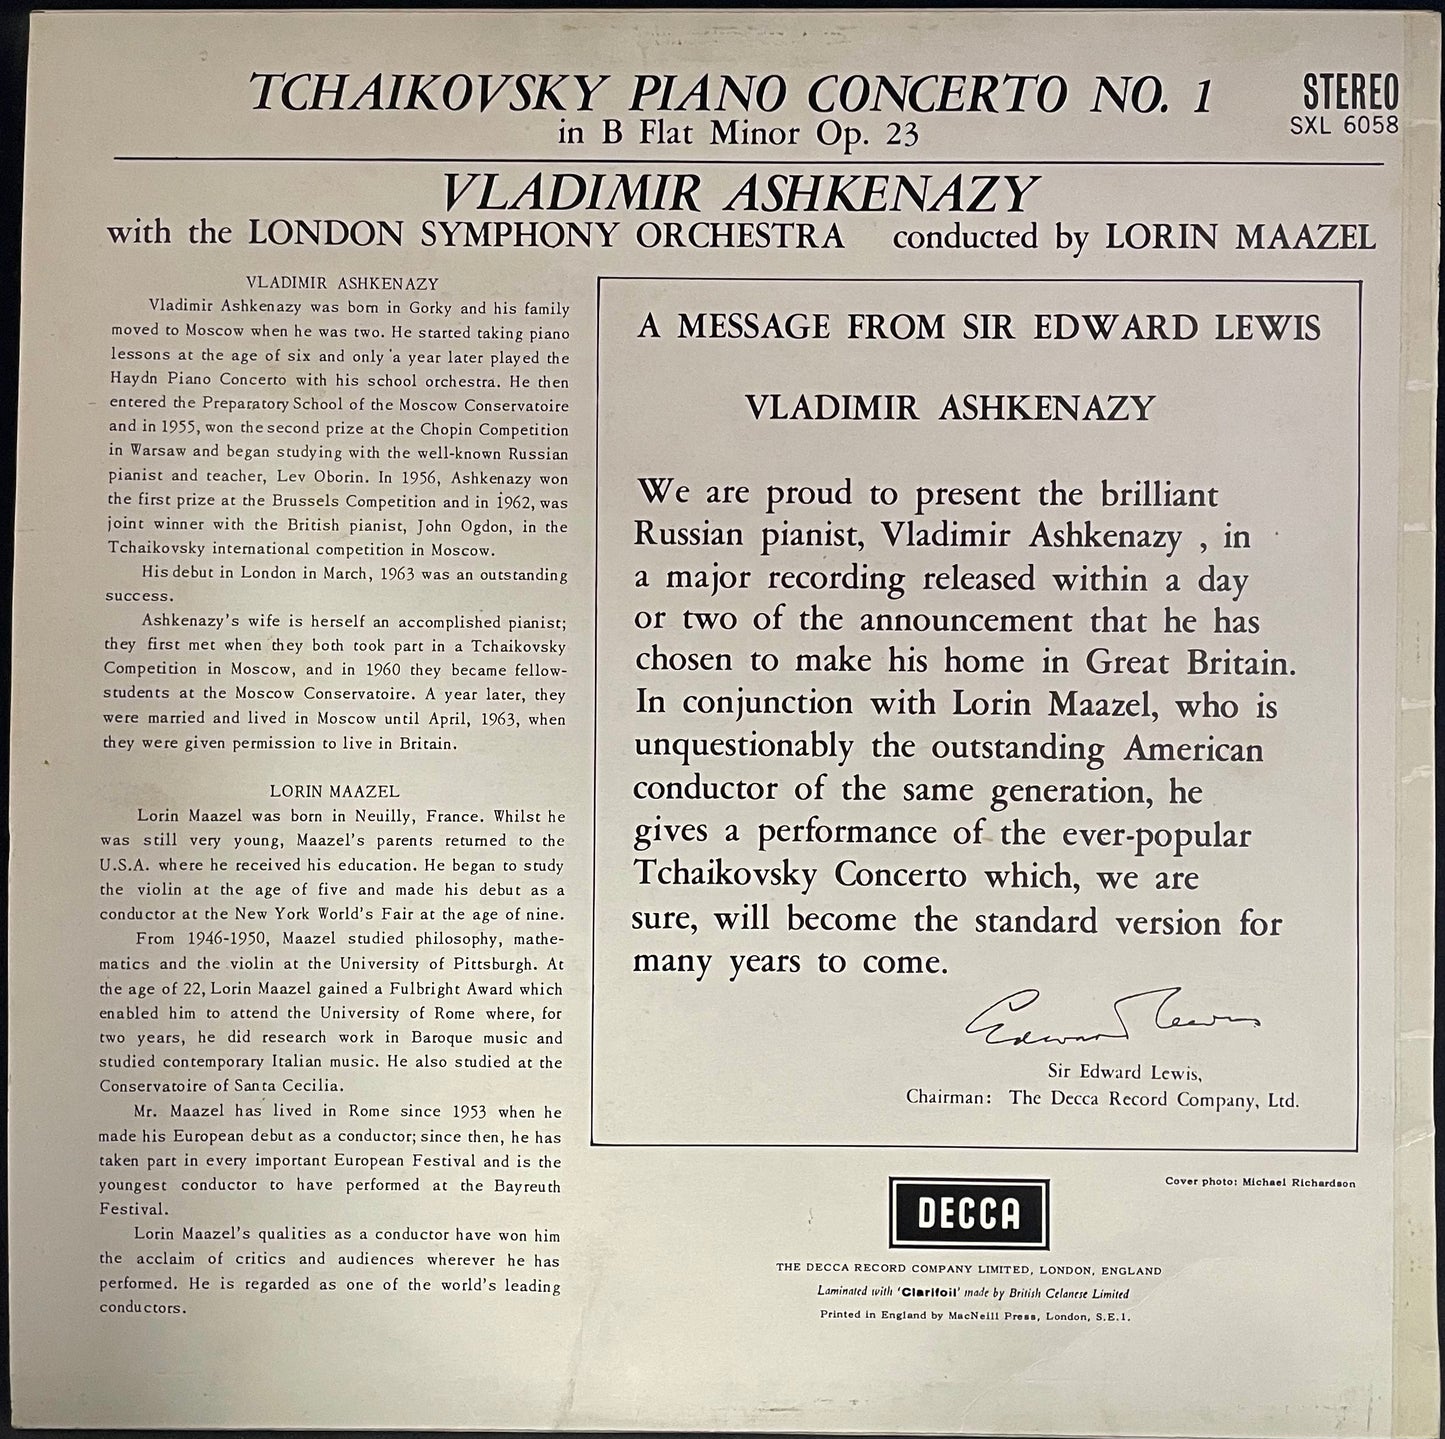 TCHAIKOVSKY PIANO CONCERTO NO. 1
in B Flat Minor Op. 23
STEREO
SXL 6058
VLADIMIR ASHKENAZY
with the LONDON SYMPHONY ORCHESTRA conducted by LORIN MAAZEL
VLADIMIR ASHKENAZY
Vladimir Ashkenazy was born in Gorky and his family
moved to Moscow when he was two. He started taking piano
lessons at the age of six and only a year later played the
Haydn Piano Concerto with his school orchestra. He then
entered the Preparatory School of the Moscow Conservatoire
and in 1955, won the second prize at the Chopin Competition
in Warsaw and began studying with the well-known Russian
pianist and teacher, Lev Oborin. In 1956, Ashkenazy won
the first prize at the Brussels Competition and in 1962, was
joint winner with the British pianist, John Ogdon, in the
Tchaikovsky international competition in Moscow.
His debut in London in March, 1963 was an outstanding
success.
Ashkenazy's wife is herself an accomplished pianist;
they first met when they both took part in a Tchaikovsky
Competition in Moscow, and in 1960 they became fellow-
students at the Moscow Conservatoire. A year later, they
were married and lived in Moscow until April, 1963, when
they were given permission to live in Britain.
LORIN MAAZEL
Lorin Maazel was born in Neuilly, France. Whilst he
was still very young, Maazel's parents returned to the
U.S.A. where he received his education. He began to study
the violin at the age of five and made his debut as a
conductor at the New York World's Fair at the age of nine.
From 1946-1950, Maazel studied philosophy, mathe-
matics and the violin at the University of Pittsburgh. At
the age of 22, Lorin Maazel gained a Fulbright Award which
enabled him to attend the University of Rome where, for
two years, he did research work in Baroque music and
studied contemporary Italian music. He also studied at the
Conservatoire of Santa Cecilia.
Mr. Maazel has lived in Rome since 1953 when he
made his European debut as a conductor; since then, he has
taken part in every important European Festival and is the
youngest conductor to have performed at the Bayreuth
Festival.
Lorin Maazel's qualities as a conductor have won him
the acclaim of critics and audiences wherever he has
performed. He is regarded as one of the world's leading
conductors.
A MESSAGE FROM SIR EDWARD LEWIS
VLADIMIR ASHKENAZY
We are proud to present the brilliant
Russian pianist, Vladimir Ashkenazy , in
a major recording released within a day
or two of the announcement that he has
chosen to make his home in Great Britain.
In conjunction with Lorin Maazel, who is
unquestionably the outstanding American
conductor of the same generation, he
gives a performance of the ever-popular
Tchaikovsky Concerto which, we are
sure, will become the standard version for
many years to come.
Edward Lewis
Sir Edward Lewis,
Chairman: The Decca Record Company, Ltd.
Cover photo: Michael Richardson
DECCA
THE DECCA RECORD COMPANY LIMITED, LONDON, ENGLAND
Laminated with 'Clarifoil' made by British Celanese Limited
Printed in England by MacNeill Press, London, S.E.1.